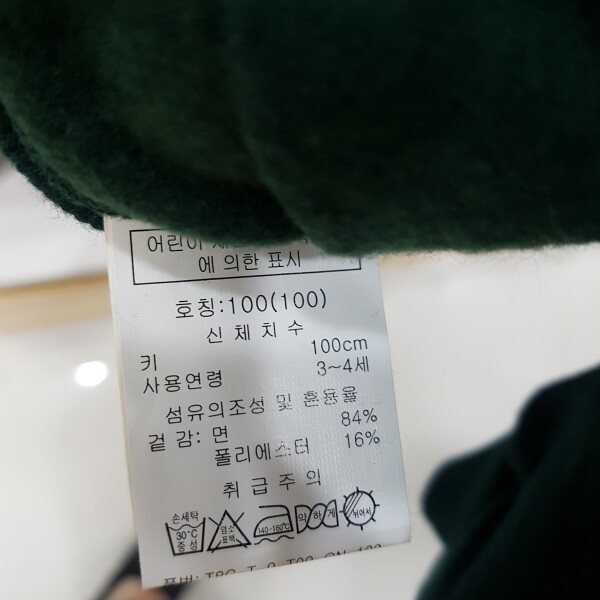 어린이
에 의한 표시
호칭:100(100)
신체치수
키 100cm
사용연령 3~4세
섬유의조성 및 혼용율
겉감: 면 84%
폴리에스터 16%
취급주의
손세탁
30℃
중성
염소
표백
140~160℃
약하게
뉘어서